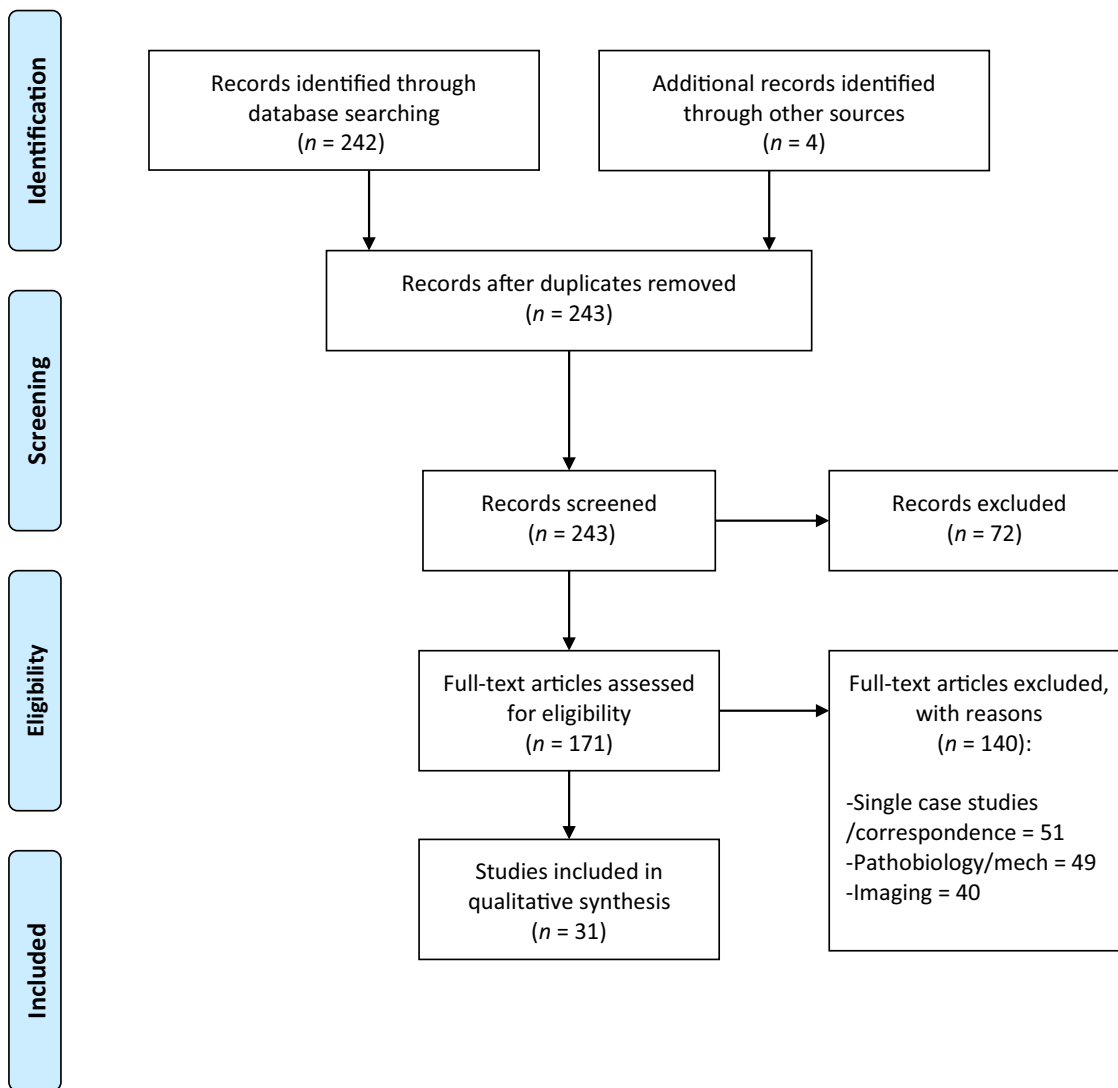 Identification
Records identified through
database searching
(n = 242)
Additional records identified
through other sources
(n = 4)
Records after duplicates removed
(n = 243)
Screening
Records screened
(n = 243)
Records excluded
(n = 72)
Eligibility
Full-text articles assessed
for eligibility
(n = 171)
Full-text articles excluded,
with reasons
(n = 140):
-Single case studies
/correspondence = 51
-Pathobiology/mech = 49
-Imaging = 40
Included
Studies included in
qualitative synthesis
(n = 31)